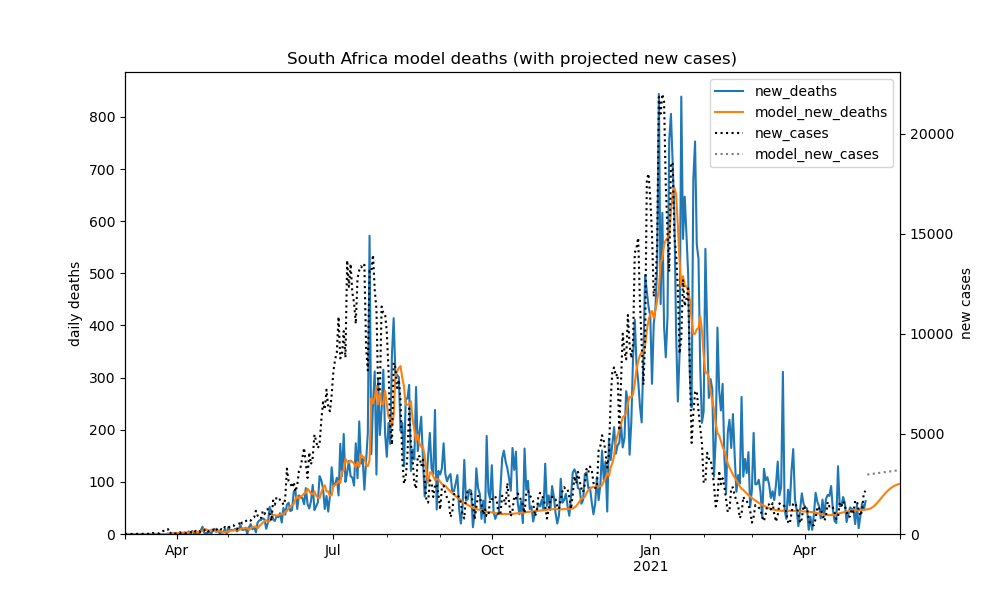 South Africa model deaths (with projected new cases)
new_deaths
model_new_deaths
new_cases
model_new_cases
daily deaths
800
700
600
500
400
300
200
100
0
20000
15000
10000
5000
0
new cases
Apr
Jul
Oct
Jan
2021
Apr